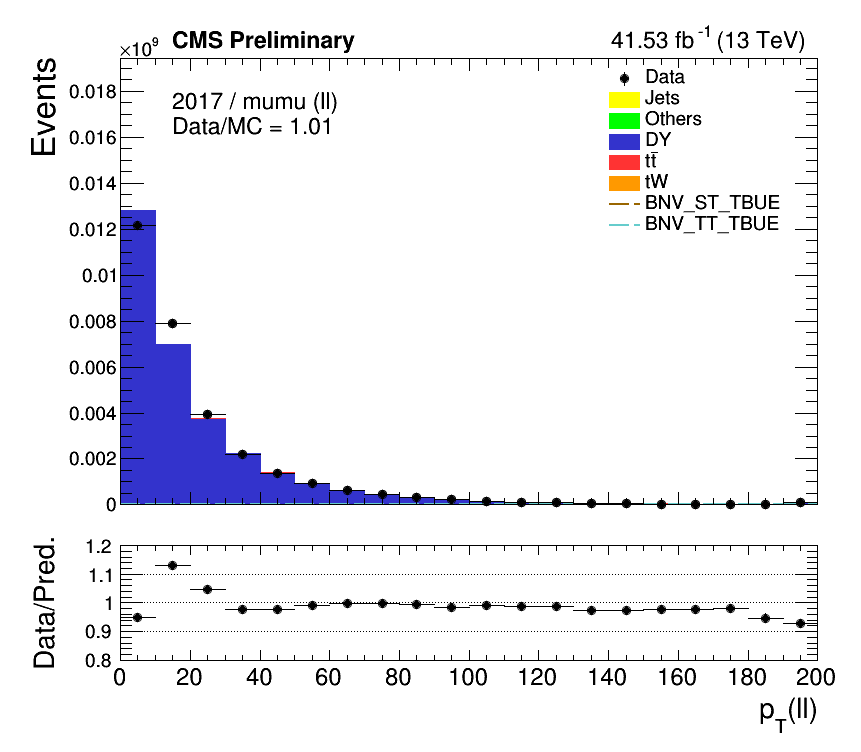 ×10⁹ CMS Preliminary 41.53 fb⁻¹ (13 TeV)
Events
2017 / mumu (ll)
Data/MC = 1.01
Data
Jets
Others
DY
tt̄
tW
BNV_ST_TBUE
BNV_TT_TBUE
0.018
0.016
0.014
0.012
0.01
0.008
0.006
0.004
0.002
0
Data/Pred.
1.2
1.1
1
0.9
0.8
0 20 40 60 80 100 120 140 160 180 200
p_T(ll)